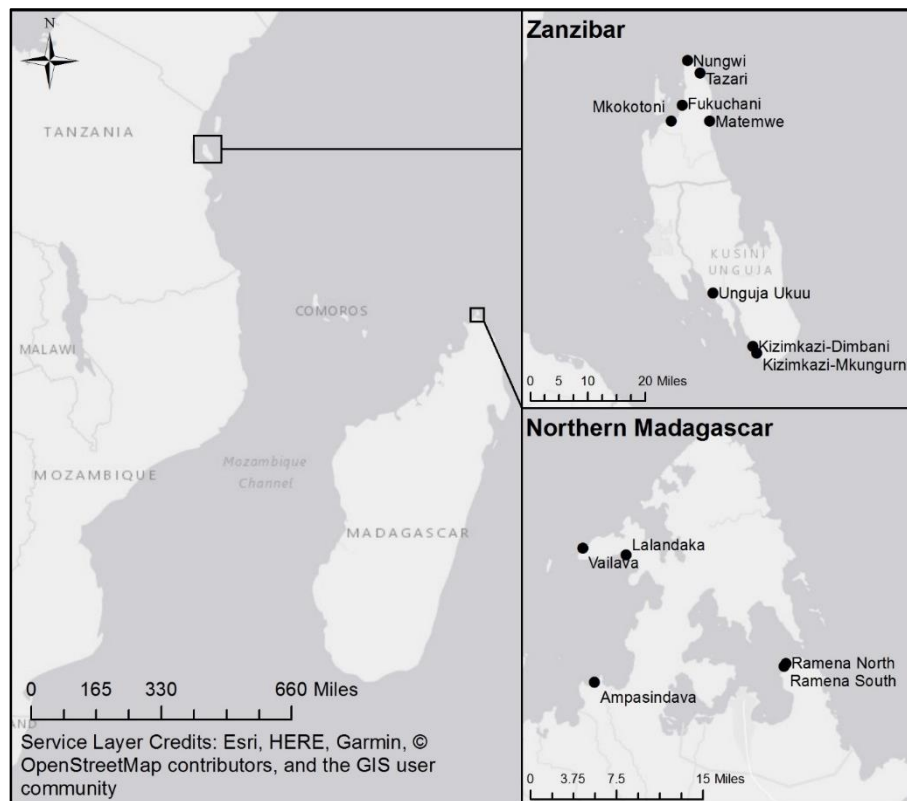 N
TANZANIA
COMOROS
MALAWI
MOZAMBIQUE
Mozambique
Channel
MADAGASCAR
AND
0 165 330 660 Miles
Service Layer Credits: Esri, HERE, Garmin, ©
OpenStreetMap contributors, and the GIS user
community
Zanzibar
Nungwi
Tazari
Fukuchani
Mkokotoni
Matemwe
KUSINI
UNGUJA
Unguja Ukuu
Kizimkazi-Dimbani
Kizimkazi-Mkungurn
0 5 10 20 Miles
Northern Madagascar
Lalandaka
Vailava
Ramena North
Ramena South
Ampasindava
0 3.75 7.5 15 Miles